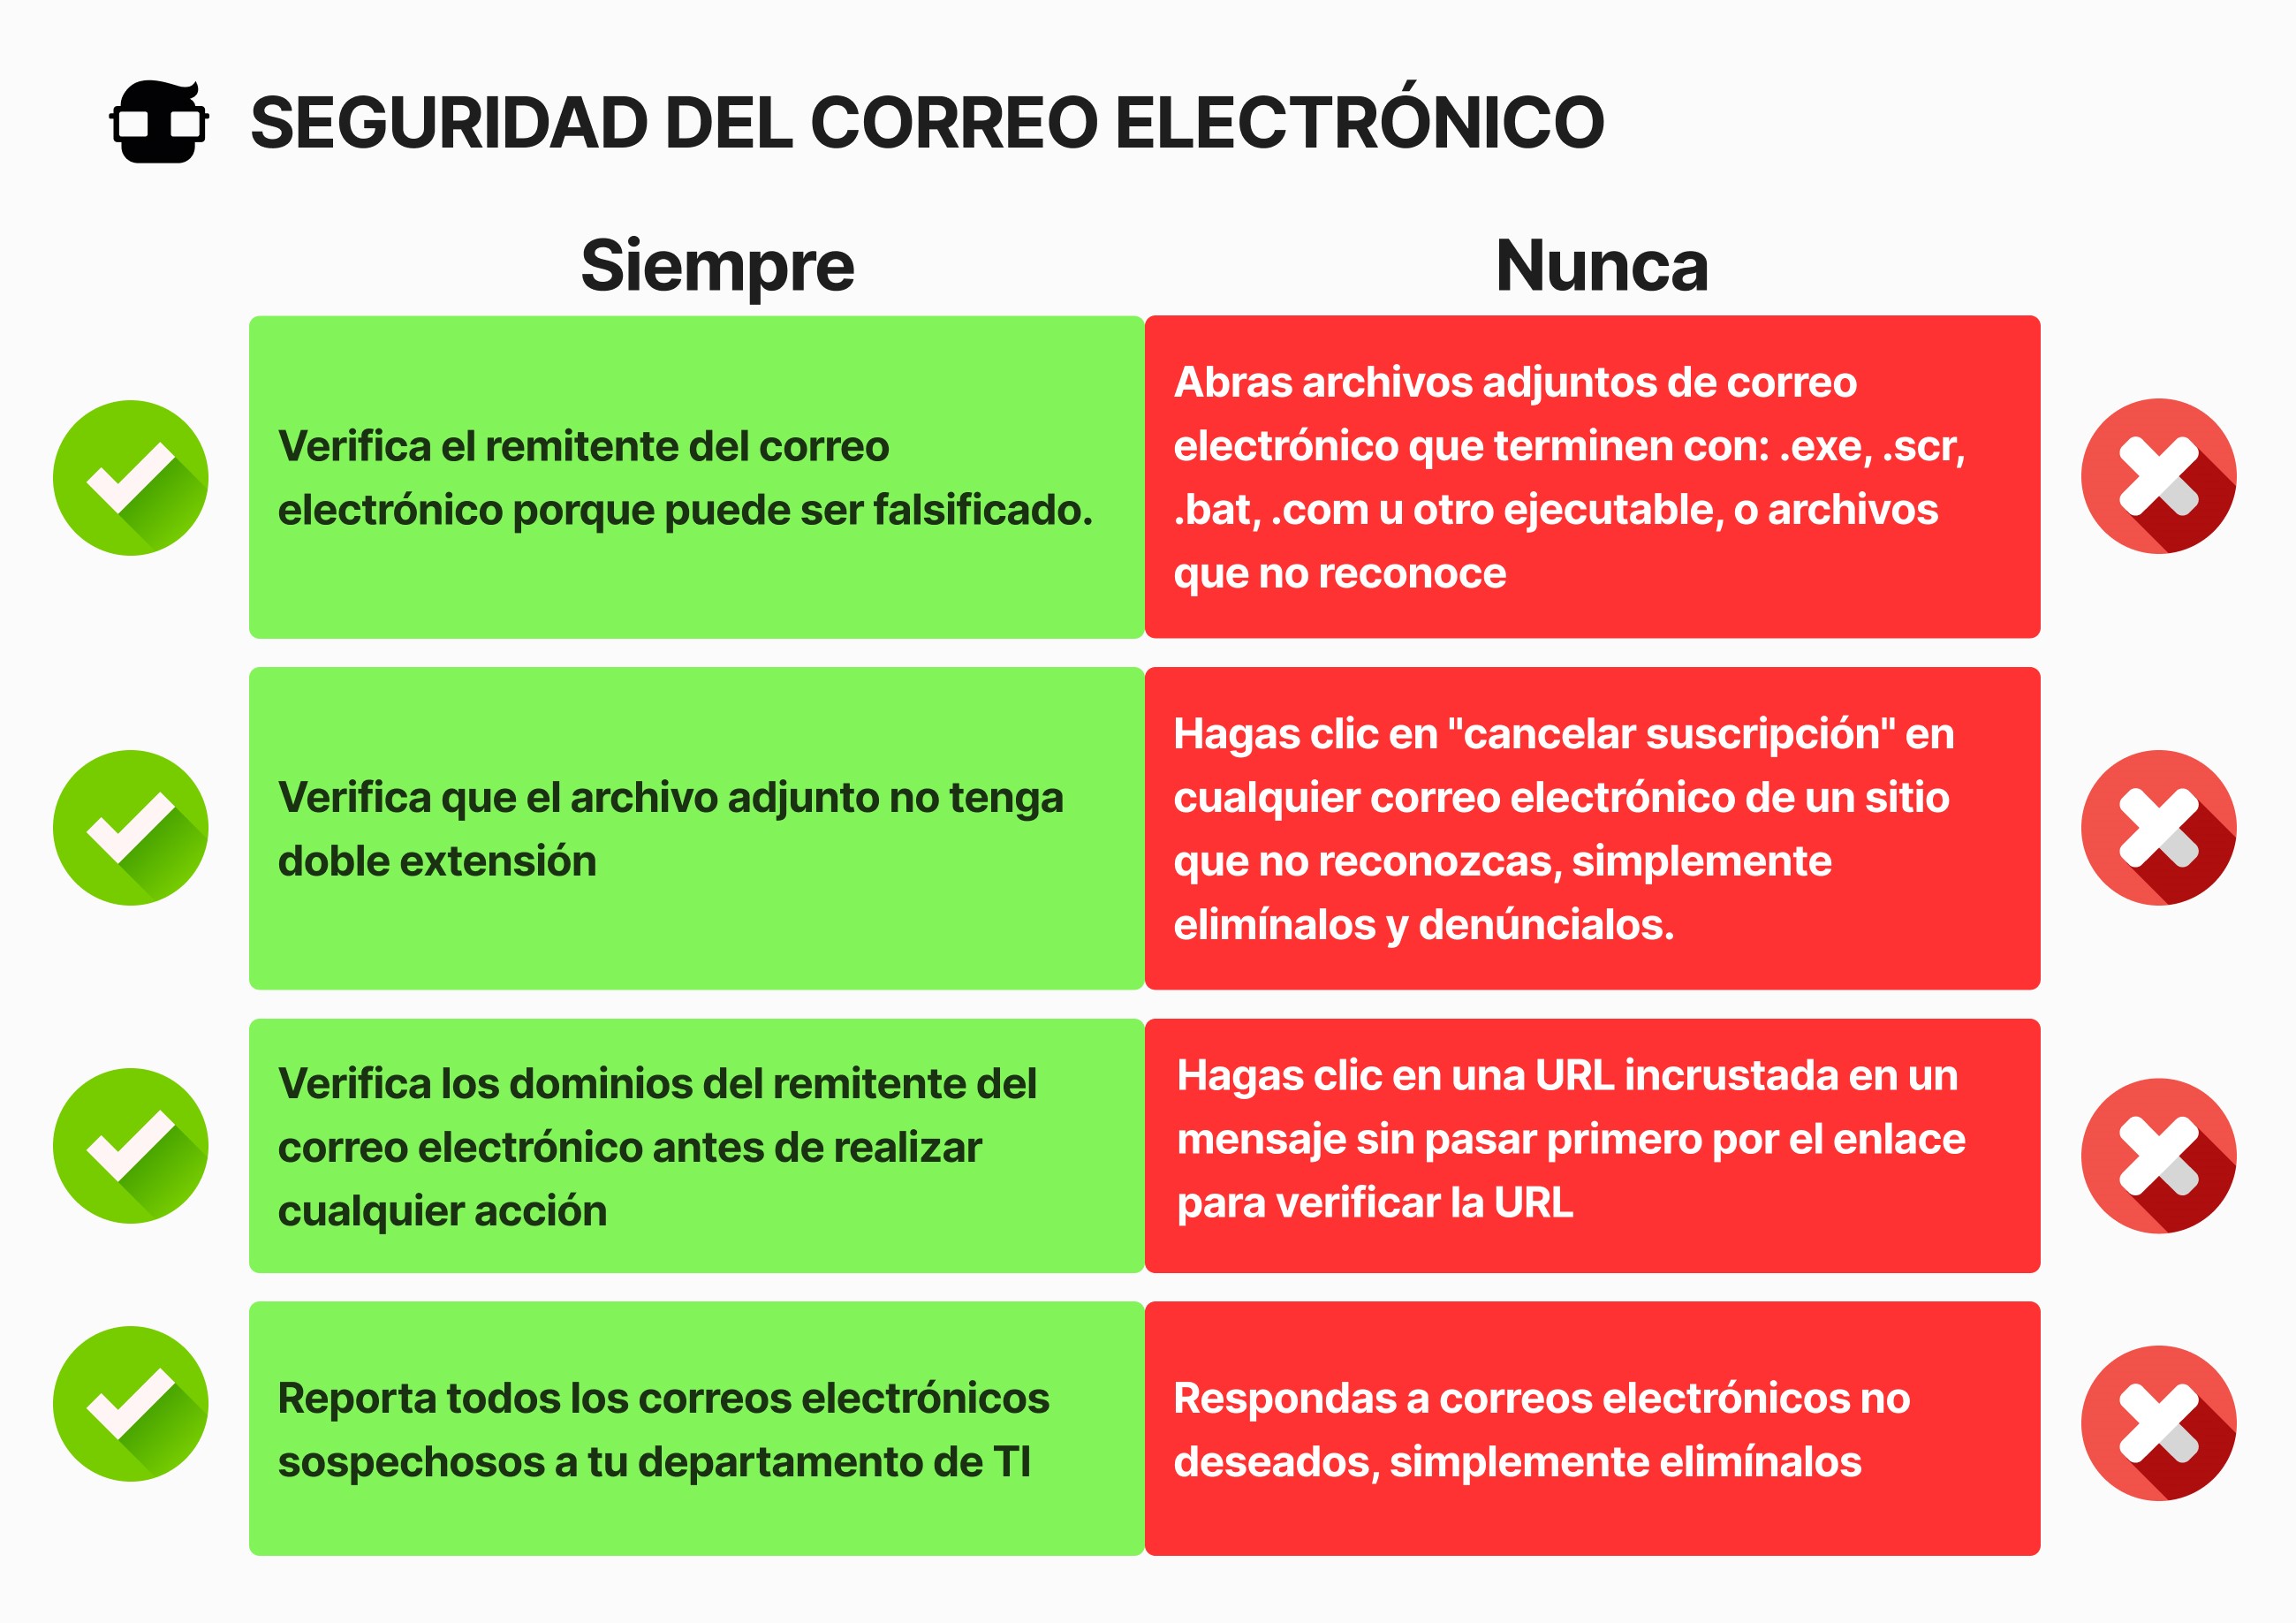 SEGURIDAD DEL CORREO ELECTRÓNICO
Siempre
Nunca
Verifica el remitente del correo
electrónico porque puede ser falsificado.
Abras archivos adjuntos de correo
electrónico que terminen con: .exe, .scr,
.bat, .com u otro ejecutable, o archivos
que no reconoce
Verifica que el archivo adjunto no tenga
doble extensión
Hagas clic en "cancelar suscripción" en
cualquier correo electrónico de un sitio
que no reconozcas, simplemente
elimínalos y denúncialos.
Verifica los dominios del remitente del
correo electrónico antes de realizar
cualquier acción
Hagas clic en una URL incrustada en un
mensaje sin pasar primero por el enlace
para verificar la URL
Reporta todos los correos electrónicos
sospechosos a tu departamento de TI
Respondas a correos electrónicos no
deseados, simplemente elimínalos